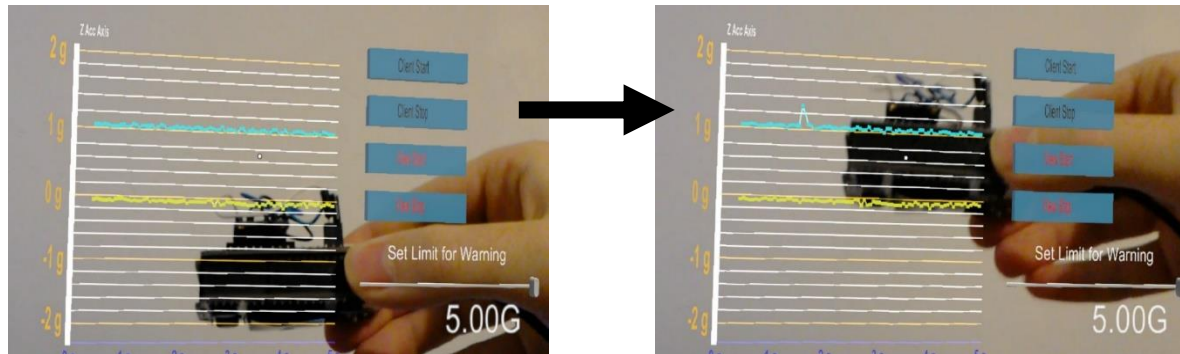 Z Acc Axis
2 g
1 g
0 g
-1 g
-2 g
Client Start
Client Stop
Set Limit for Warning
5.00G
Z Acc Axis
2 g
1 g
0 g
-1 g
-2 g
Client Start
Client Stop
Set Limit for Warning
5.00G